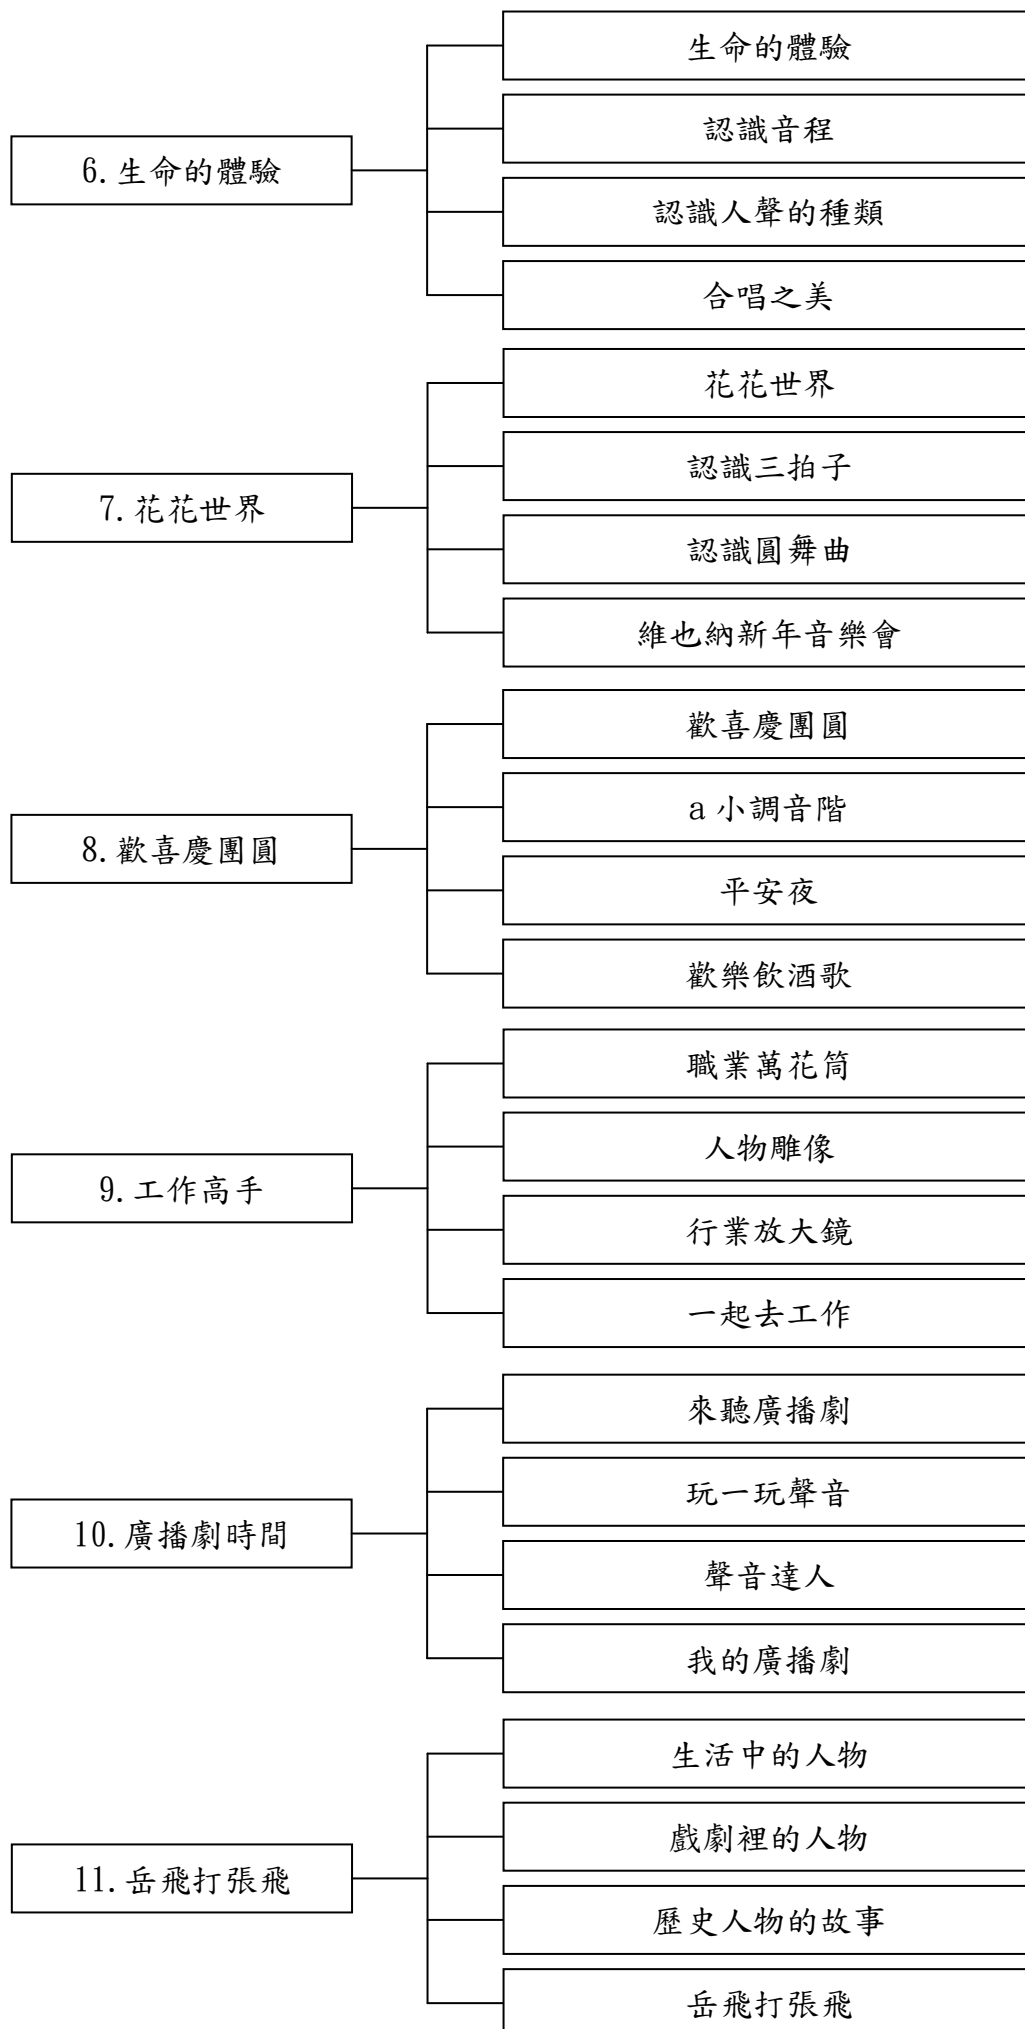 6.生命的體驗
生命的體驗
認識音程
認識人聲的種類
合唱之美
7.花花世界
花花世界
認識三拍子
認識圓舞曲
維也納新年音樂會
8.歡喜慶團圓
歡喜慶團圓
a 小調音階
平安夜
歡樂飲酒歌
9.工作高手
職業萬花筒
人物雕像
行業放大鏡
一起去工作
10.廣播劇時間
來聽廣播劇
玩一玩聲音
聲音達人
我的廣播劇
11.岳飛打張飛
生活中的人物
戲劇裡的人物
歷史人物的故事
岳飛打張飛